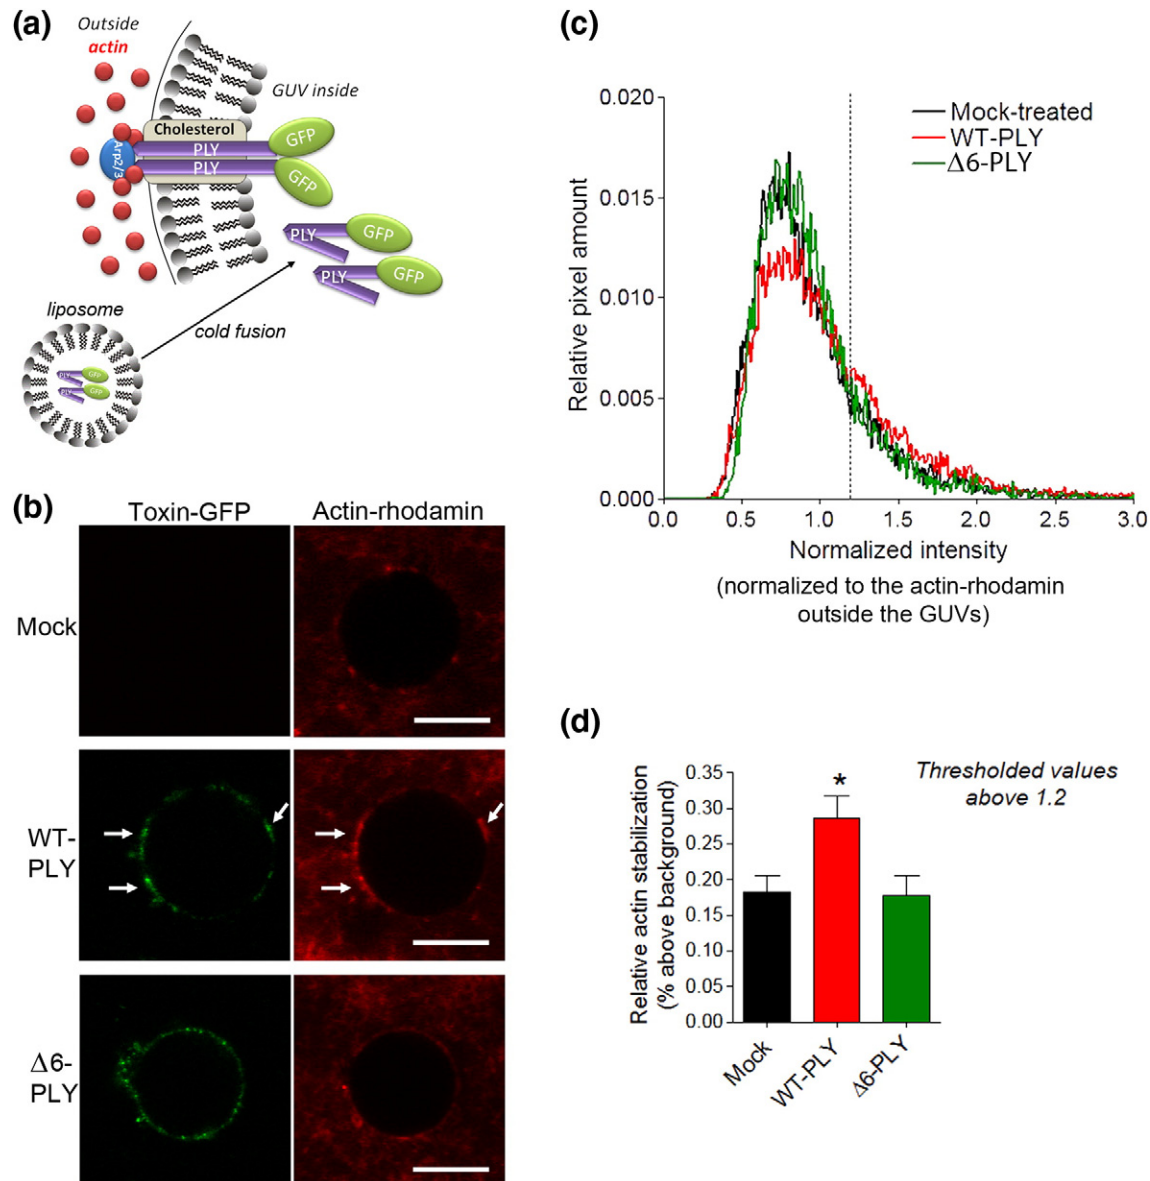 (a)
Outside
actin
GUV inside
Cholesterol
PLY
GFP
PLY
GFP
Arp2/3
PLY
GFP
PLY
GFP
liposome
cold fusion
PLY
GFP
PLY
GFP
(b)
Toxin-GFP
Actin-rhodamin
Mock
WT-
PLY
Δ6-
PLY
(c)
0.020
0.015
0.010
0.005
0.000
Relative pixel amount
Mock-treated
WT-PLY
Δ6-PLY
0.0 0.5 1.0 1.5 2.0 2.5 3.0
Normalized intensity
(normalized to the actin-rhodamin
outside the GUVs)
(d)
Relative actin stabilization
(% above background)
0.35
0.30
0.25
0.20
0.15
0.10
0.05
0.00
*
Thresholded values
above 1.2
Mock
WT-PLY
Δ6-PLY